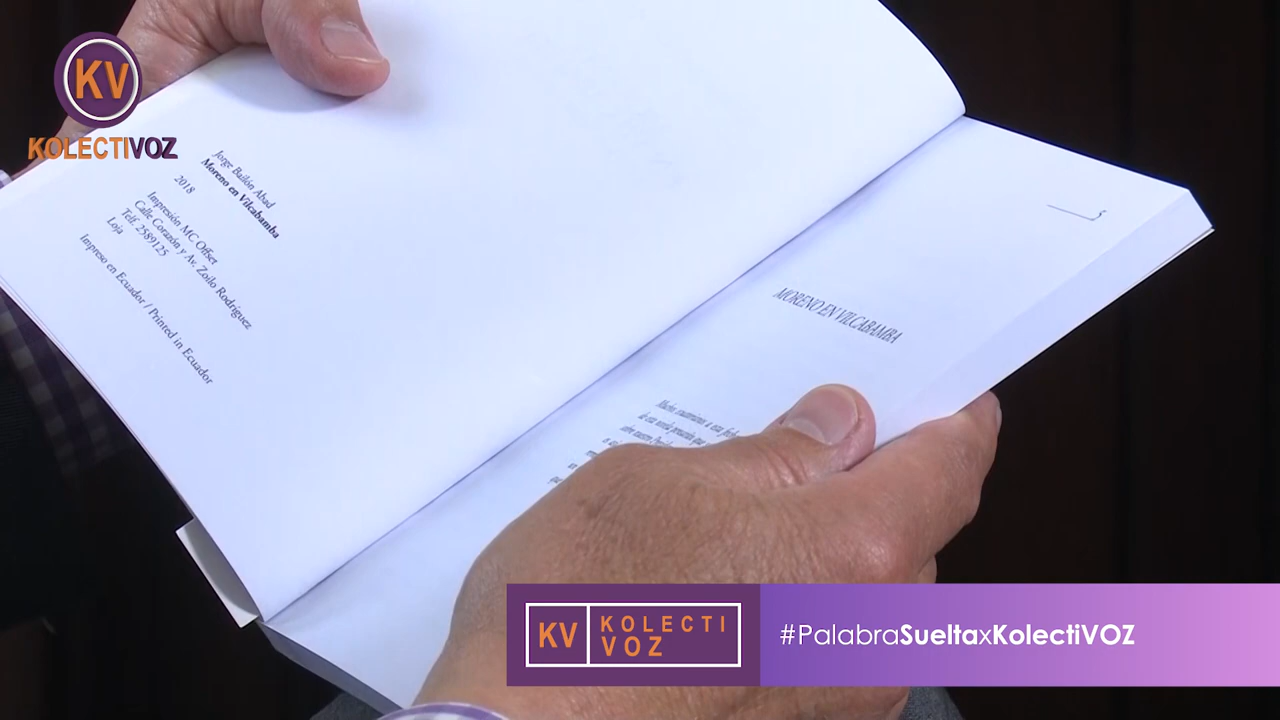 KV
KOLECTIVOZ
Jorge Bailón Abad
Moreno en Vilcabamba
2018
Impresión MC Offset
Calle Corazón y Av. Zoilo Rodríguez
Telf. 2589125
Loja
Impreso en Ecuador / Printed in Ecuador
5
MORENO EN VILCABAMBA
KV
KOLECTI
VOZ
#PalabraSueltaxKolectiVOZ